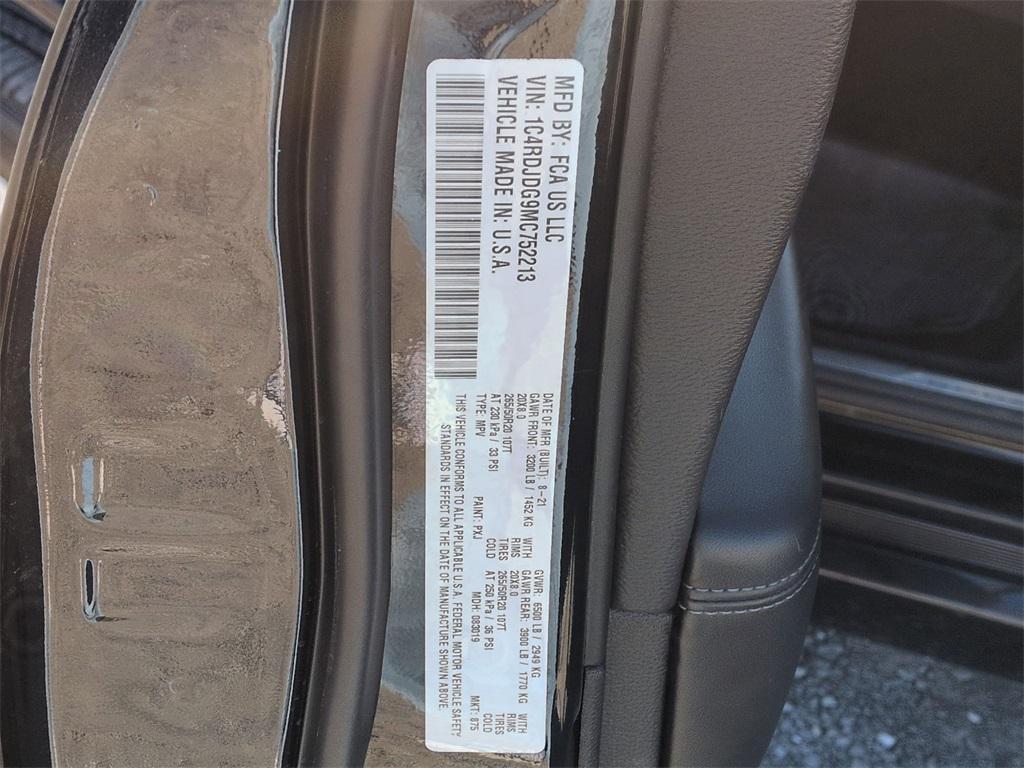 MFD BY: FCA US LLC
VIN: 1C4RDJDG9MC752213
VEHICLE MADE IN: U.S.A.
DATE OF MFR (BUILT): 8-21 GVWR: 6500 LB / 2949 KG
GAWR FRONT: 3200 LB / 1452 KG WITH GAWR REAR: 3900 LB / 1770 KG WITH
20X8.0 RIMS 20X8.0 RIMS
265/50R20 107T TIRES 265/50R20 107T TIRES
AT 230 kPa / 33 PSI COLD AT 250 kPa / 36 PSI COLD
TYPE: MPV PAINT: PXJ MDH: 083019 MKT: 875
THIS VEHICLE CONFORMS TO ALL APPLICABLE U.S.A. FEDERAL MOTOR VEHICLE SAFETY
STANDARDS IN EFFECT ON THE DATE OF MANUFACTURE SHOWN ABOVE.